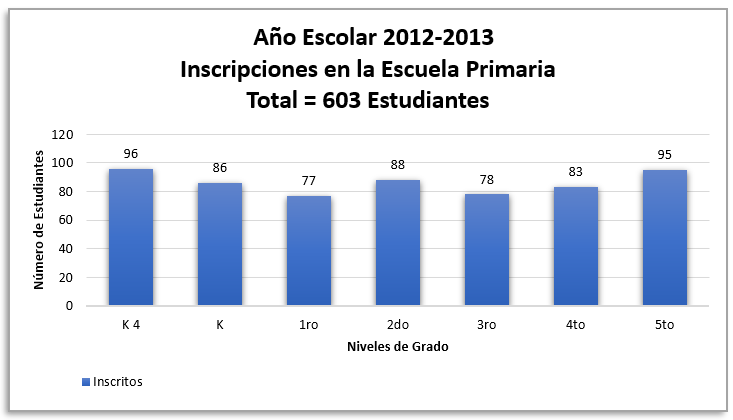 Año Escolar 2012-2013
Inscripciones en la Escuela Primaria
Total = 603 Estudiantes
Número de Estudiantes
120
100
80
60
40
20
0
96
86
77
88
78
83
95
K 4 K 1ro 2do 3ro 4to 5to
Niveles de Grado
Inscritos